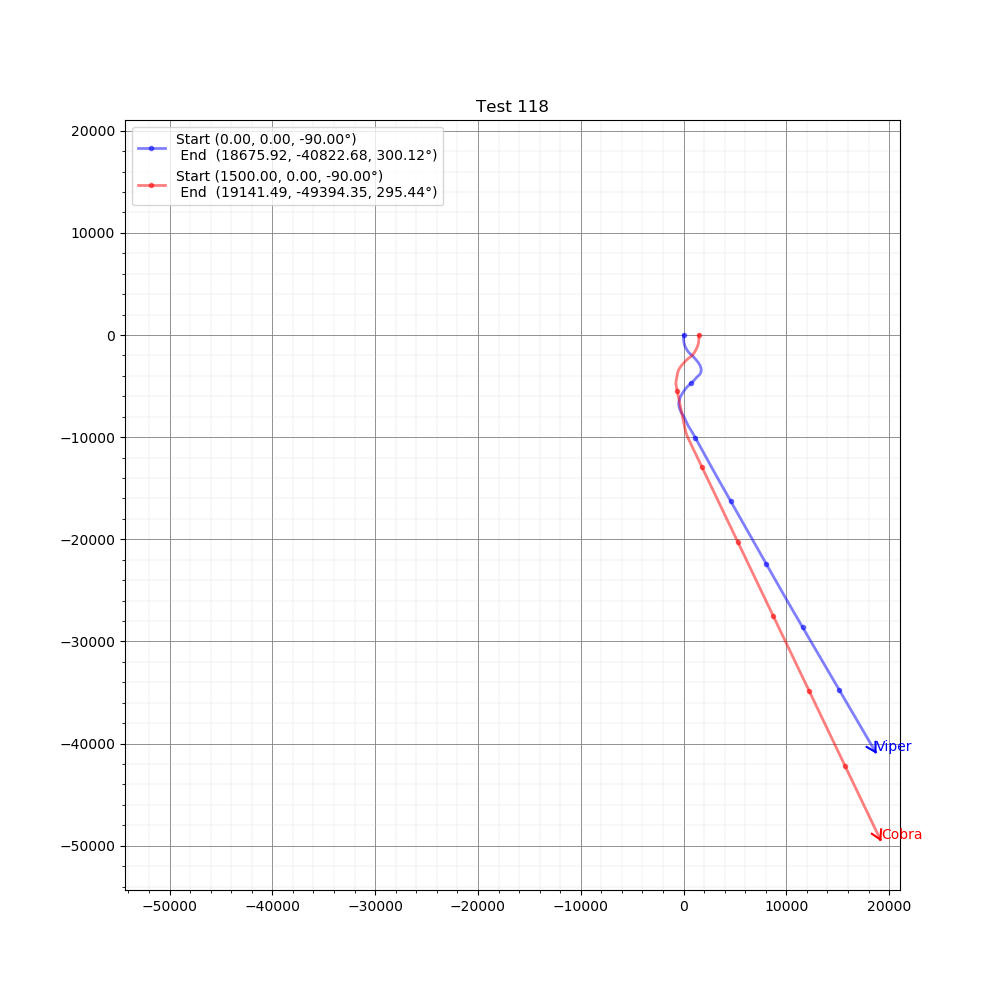 Test 118
Start (0.00, 0.00, -90.00°)
End  (18675.92, -40822.68, 300.12°)
Start (1500.00, 0.00, -90.00°)
End  (19141.49, -49394.35, 295.44°)
20000
10000
0
−10000
−20000
−30000
−40000
−50000
Viper
Cobra
−50000
−40000
−30000
−20000
−10000
0
10000
20000